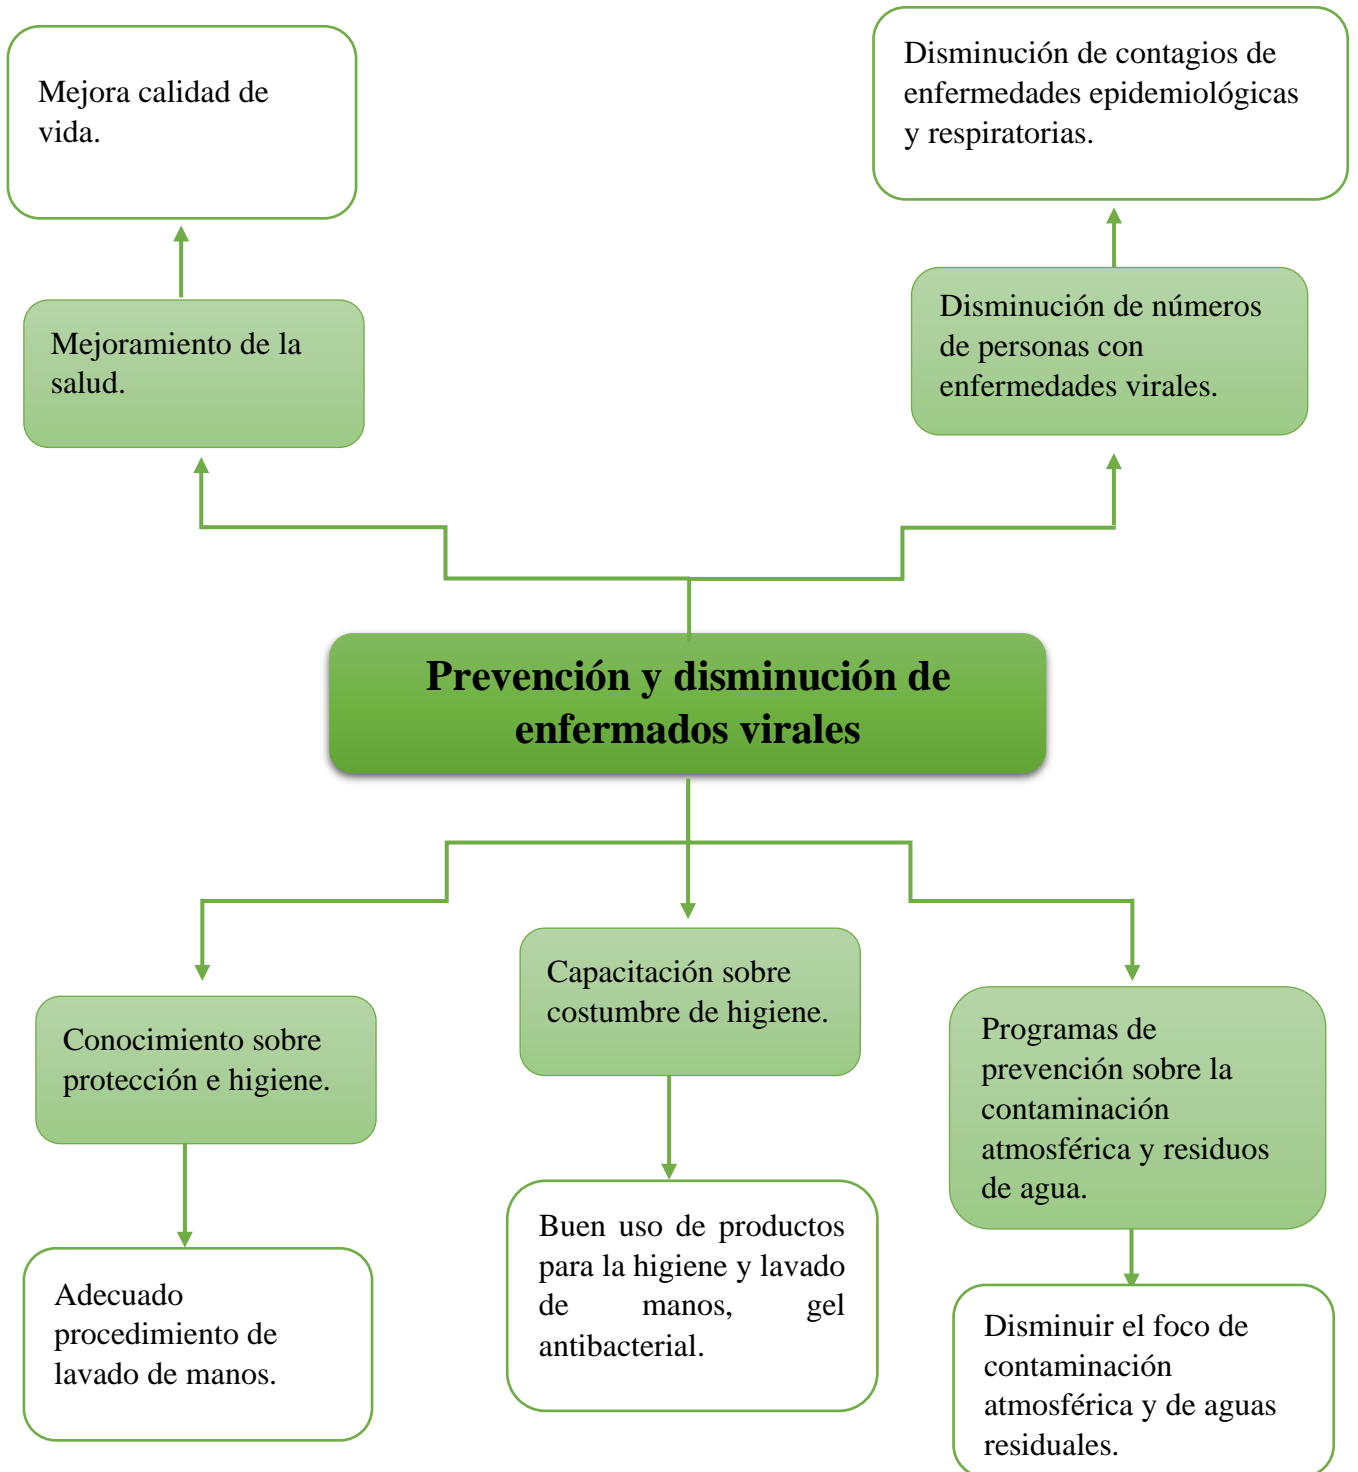 Mejora calidad de
vida.
Disminución de contagios de
enfermedades epidemiológicas
y respiratorias.
Mejoramiento de la
salud.
Disminución de números
de personas con
enfermedades virales.
Prevención y disminución de
enfermados virales
Conocimiento sobre
protección e higiene.
Capacitación sobre
costumbre de higiene.
Programas de
prevención sobre la
contaminación
atmosférica y residuos
de agua.
Adecuado
procedimiento de
lavado de manos.
Buen uso de productos
para la higiene y lavado
de manos, gel
antibacterial.
Disminuir el foco de
contaminación
atmosférica y de aguas
residuales.